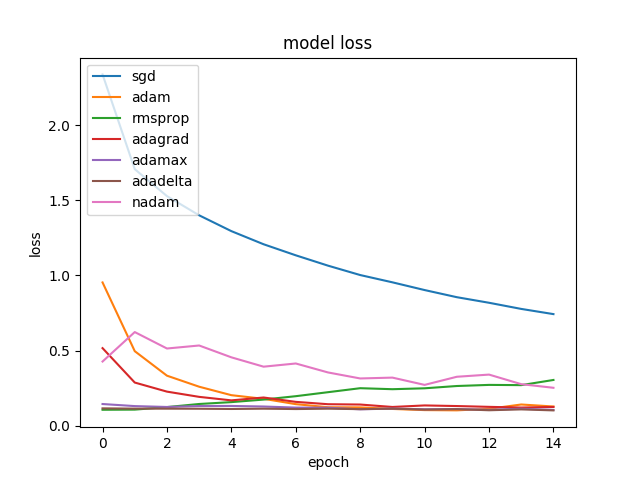 model loss
sgd
adam
rmsprop
adagrad
adamax
adadelta
nadam
2.0
1.5
1.0
0.5
0.0
loss
0 2 4 6 8 10 12 14
epoch